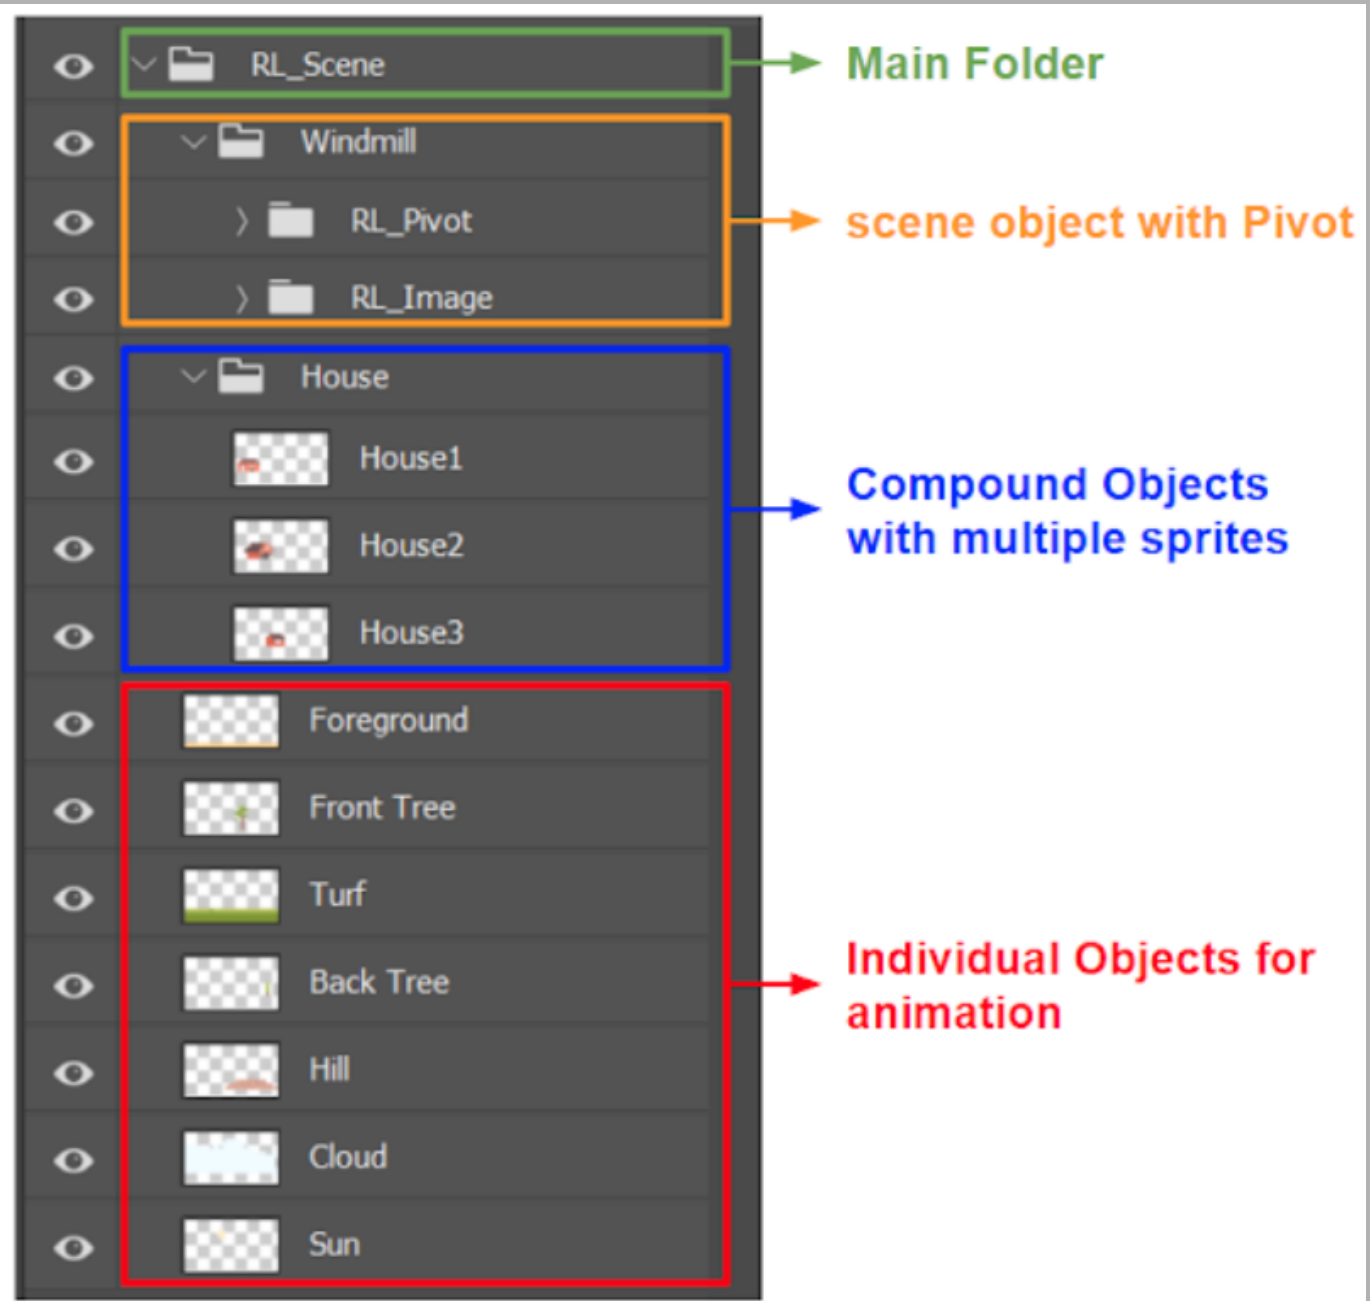 RL_Scene
Main Folder
Windmill
RL_Pivot
scene object with Pivot
RL_Image
House
House1
House2
House3
Compound Objects
with multiple sprites
Foreground
Front Tree
Turf
Back Tree
Hill
Cloud
Sun
Individual Objects for
animation